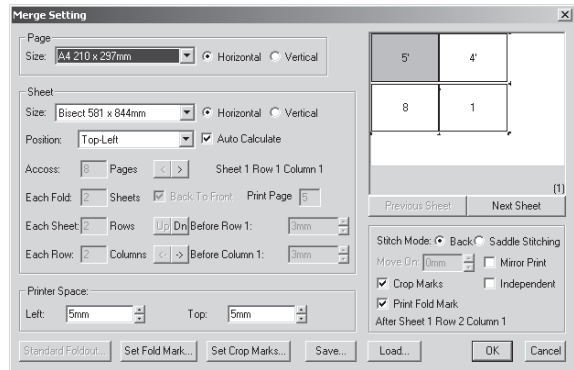 Merge Setting
Page
Size: A4 210 x 297mm Horizontal Vertical
Sheet
Size: Bisect 581 x 844mm Horizontal Vertical
Position: Top-Left Auto Calculate
Accoss: 8 Pages < > Sheet 1 Row 1 Column 1
Each Fold: 2 Sheets Back To Front Print Page 5
Each Sheet: 2 Rows Up Dn Before Row 1: 3mm
Each Row: 2 Columns <- -> Before Column 1: 3mm
Printer Space:
Left: 5mm Top: 5mm
5' 4'
8 1
(1)
Previous Sheet Next Sheet
Stitch Mode: Back Saddle Stitching
Move On: 0mm Mirror Print
Crop Marks Independent
Print Fold Mark
After Sheet 1 Row 2 Column 1
Standard Foldout... Set Fold Mark... Set Crop Marks... Save... Load... OK Cancel